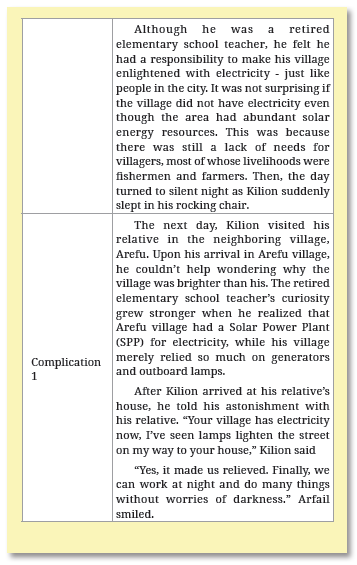 Although he was a retired
elementary school teacher, he felt he
had a responsibility to make his village
enlightened with electricity - just like
people in the city. It was not surprising if
the village did not have electricity even
though the area had abundant solar
energy resources. This was because
there was still a lack of needs for
villagers, most of whose livelihoods were
fishermen and farmers. Then, the day
turned to silent night as Kilion suddenly
slept in his rocking chair.
Complication
1
The next day, Kilion visited his
relative in the neighboring village,
Arefu. Upon his arrival in Arefu village,
he couldn't help wondering why the
village was brighter than his. The retired
elementary school teacher's curiosity
grew stronger when he realized that
Arefu village had a Solar Power Plant
(SPP) for electricity, while his village
merely relied so much on generators
and outboard lamps.
After Kilion arrived at his relative's
house, he told his astonishment with
his relative. “Your village has electricity
now, I've seen lamps lighten the street
on my way to your house,” Kilion said
“Yes, it made us relieved. Finally, we
can work at night and do many things
without worries of darkness.” Arfail
smiled.